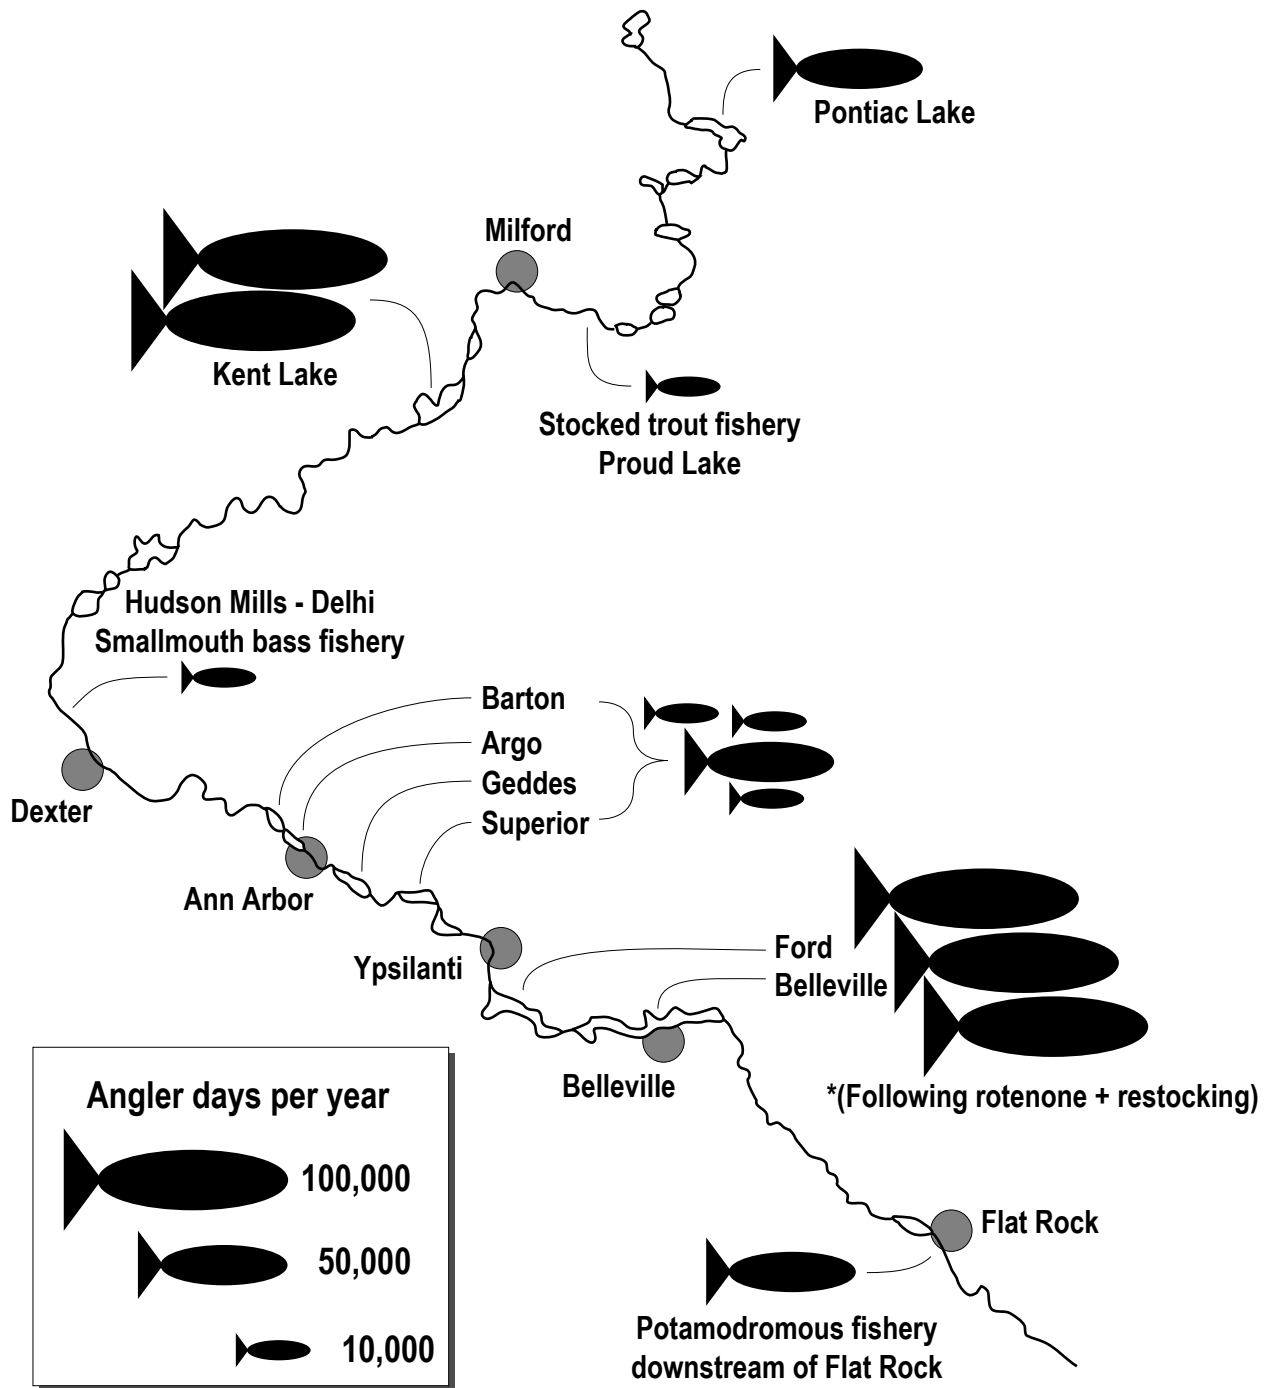 Pontiac Lake
Milford
Kent Lake
Stocked trout fishery
Proud Lake
Hudson Mills - Delhi
Smallmouth bass fishery
Barton
Argo
Geddes
Superior
Dexter
Ann Arbor
Ypsilanti
Ford
Belleville
Belleville
*(Following rotenone + restocking)
Angler days per year
100,000
50,000
10,000
Flat Rock
Potamodromous fishery
downstream of Flat Rock